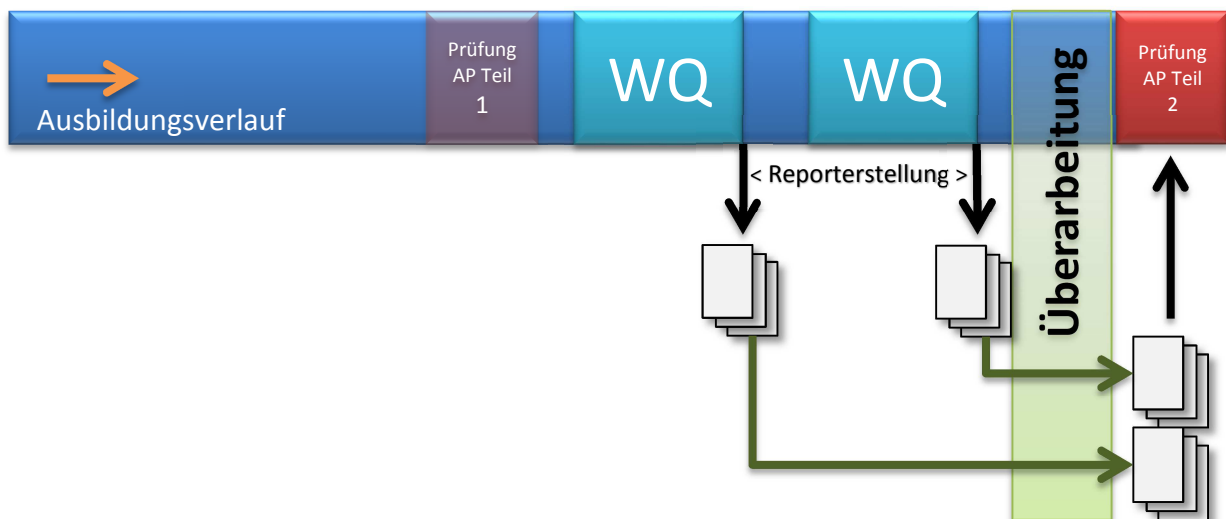 Ausbildungsverlauf
Prüfung
AP Teil
1
WQ
WQ
Überarbeitung
Prüfung
AP Teil
2
< Reporterstellung >